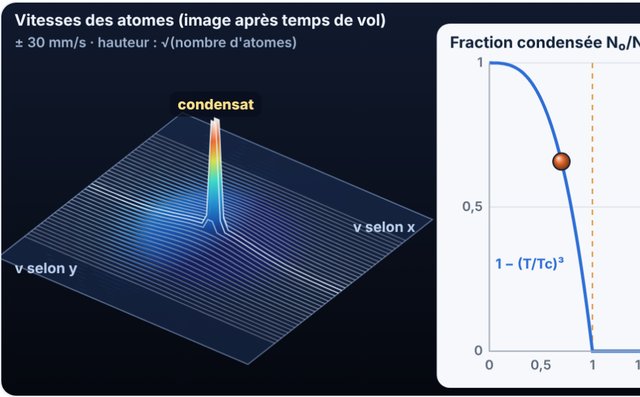 Vitesses des atomes (image après temps de vol)
± 30 mm/s · hauteur : √(nombre d'atomes)
condensat
v selon x
v selon y
Fraction condensée N₀/N
1
0,5
1 – (T/Tc)³
0
0
0,5
1